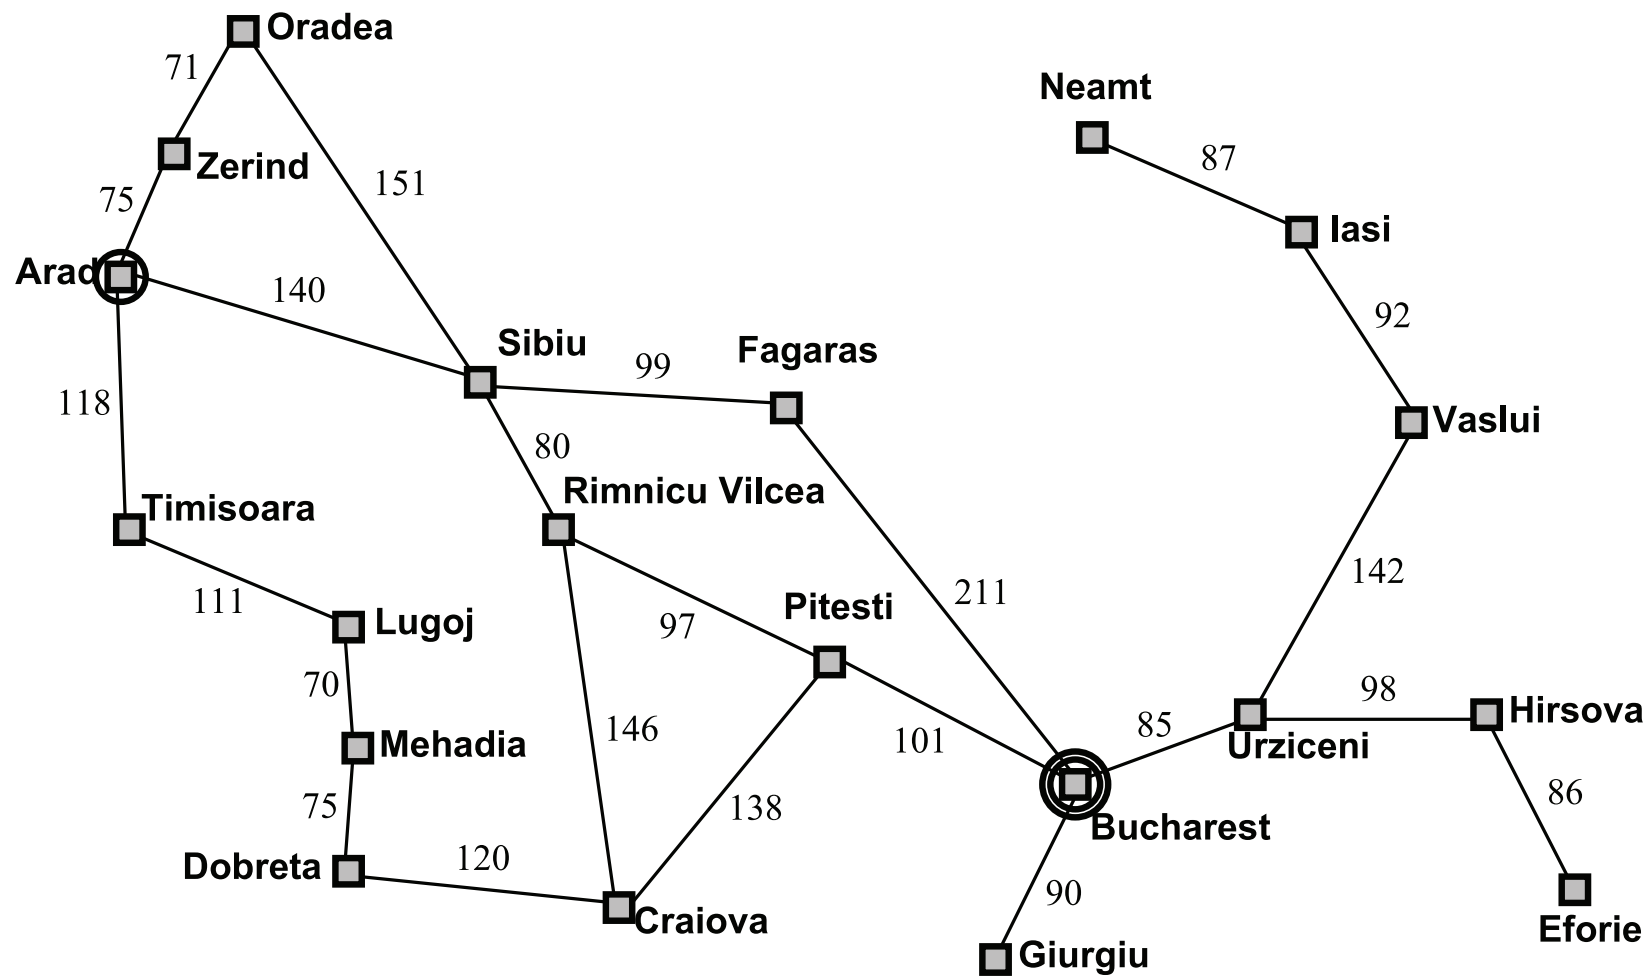 Oradea
71
Neamt
87
Zerind
151
75
Iasi
Arad
140
92
Sibiu
Fagaras
99
118
Vaslui
80
Rimnicu Vilcea
Timisoara
142
211
111
Pitesti
Lugoj
97
70
98
Hirsova
146
85
101
Mehadia
Urziceni
86
75
138
Bucharest
120
Dobreta
90
Craiova
Eforie
Giurgiu